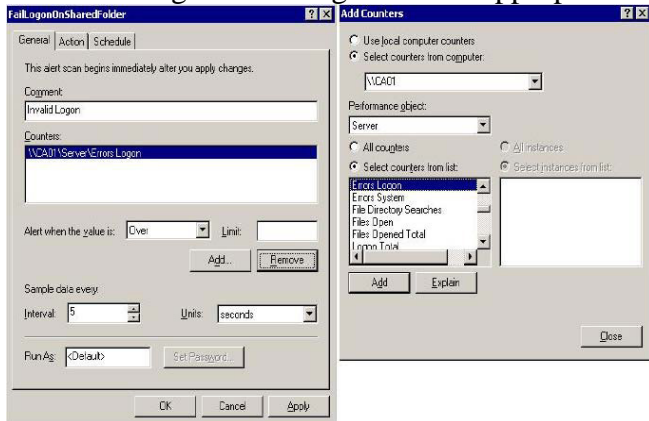 FailLogonOnSharedFolder
General Action Schedule
This alert scan begins immediately after you apply changes.
Comment:
Invalid Logon
Counters:
\\CA01\Server\Errors Logon
Alert when the value is: Over Limit:
Add... Remove
Sample data every:
Interval: 5 Units: seconds
Run As: <Default> Set Password...
OK Cancel Apply
Add Counters
Use local computer counters
Select counters from computer:
\\CA01
Performance object:
Server
All counters All instances
Select counters from list: Select instances from list:
Errors Logon
Errors System
File Directory Searches
Files Open
Files Opened Total
Logon Total
Add Explain
Close